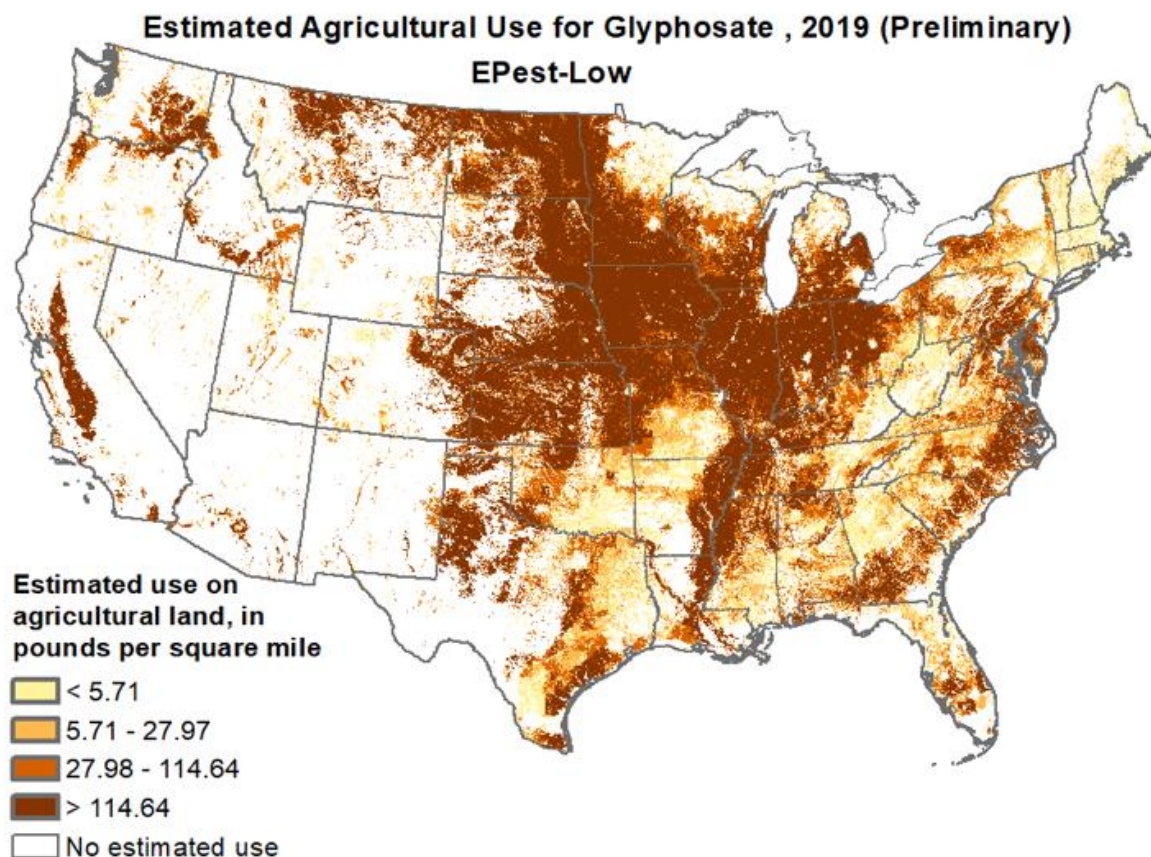 Estimated Agricultural Use for Glyphosate , 2019 (Preliminary)
EPest-Low
Estimated use on
agricultural land, in
pounds per square mile
< 5.71
5.71 - 27.97
27.98 - 114.64
> 114.64
No estimated use